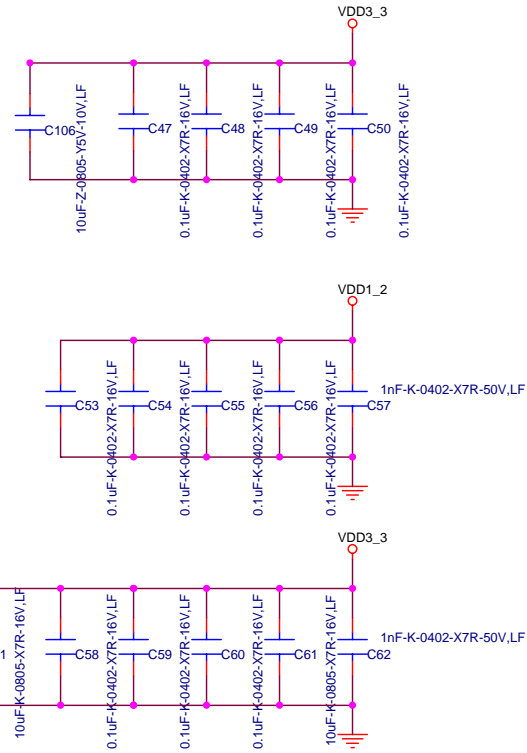 VDD3_3
C106
10uF-Z-0805-Y5V-10V,LF
C47
0.1uF-K-0402-X7R-16V,LF
C48
0.1uF-K-0402-X7R-16V,LF
C49
0.1uF-K-0402-X7R-16V,LF
C50
0.1uF-K-0402-X7R-16V,LF
VDD1_2
C53
0.1uF-K-0402-X7R-16V,LF
C54
0.1uF-K-0402-X7R-16V,LF
C55
0.1uF-K-0402-X7R-16V,LF
C56
0.1uF-K-0402-X7R-16V,LF
C57
1nF-K-0402-X7R-50V,LF
VDD3_3
1
10uF-K-0805-X7R-16V,LF
C58
0.1uF-K-0402-X7R-16V,LF
C59
0.1uF-K-0402-X7R-16V,LF
C60
0.1uF-K-0402-X7R-16V,LF
C61
10uF-K-0805-X7R-16V,LF
C62
1nF-K-0402-X7R-50V,LF